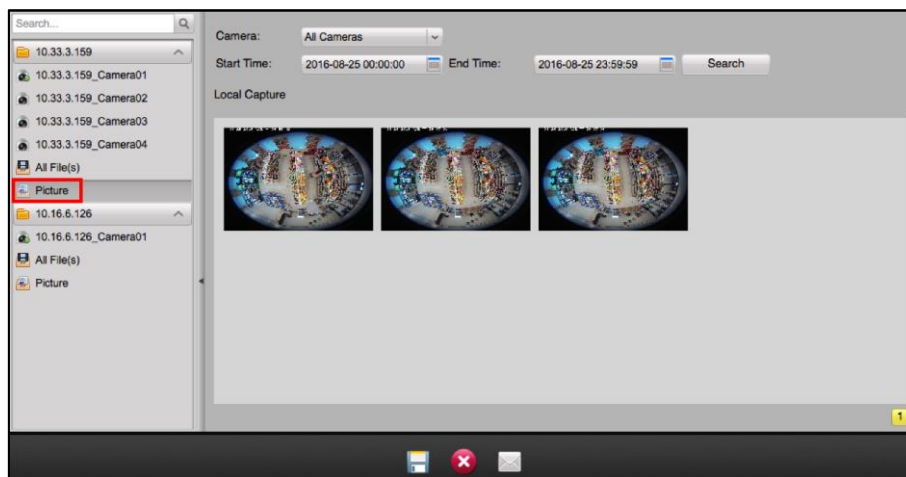 Search...
10.33.3.159
10.33.3.159_Camera01
10.33.3.159_Camera02
10.33.3.159_Camera03
10.33.3.159_Camera04
All File(s)
Picture
10.16.6.126
10.16.6.126_Camera01
All File(s)
Picture
Camera: All Cameras
Start Time: 2016-08-25 00:00:00 End Time: 2016-08-25 23:59:59 Search
Local Capture
1